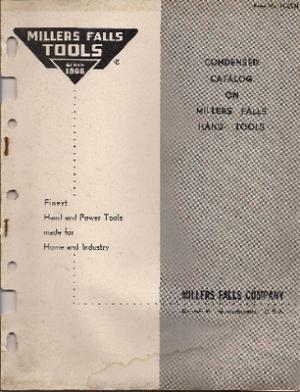 MILLERS FALLS
TOOLS
SINCE
1868
CONDENSED
CATALOG
ON
MILLERS FALLS
HAND TOOLS
Finest
Hand and Power Tools
made for
Home and Industry
MILLERS FALLS COMPANY
Massachusetts, U.S.A.